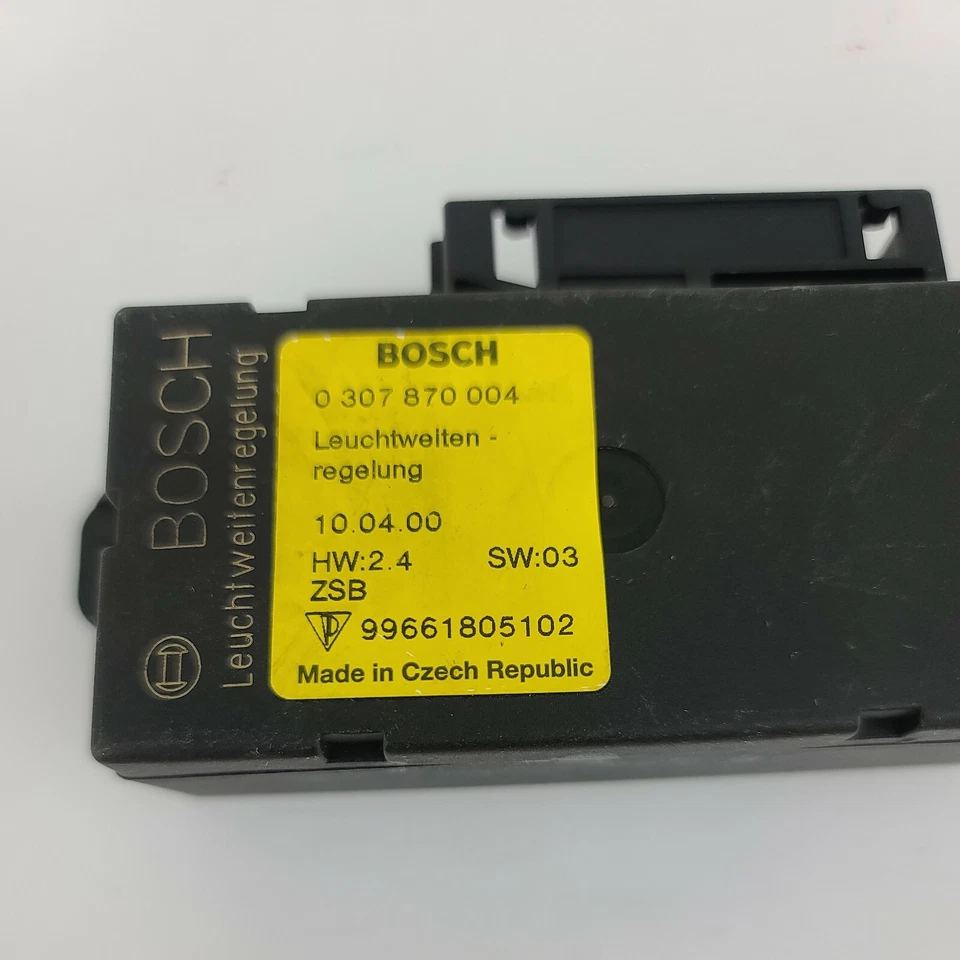 BOSCH
Leuchtweitenregelung
BOSCH
0 307 870 004
Leuchtweiten -
regelung
10.04.00
HW:2.4 SW:03
ZSB
99661805102
Made in Czech Republic